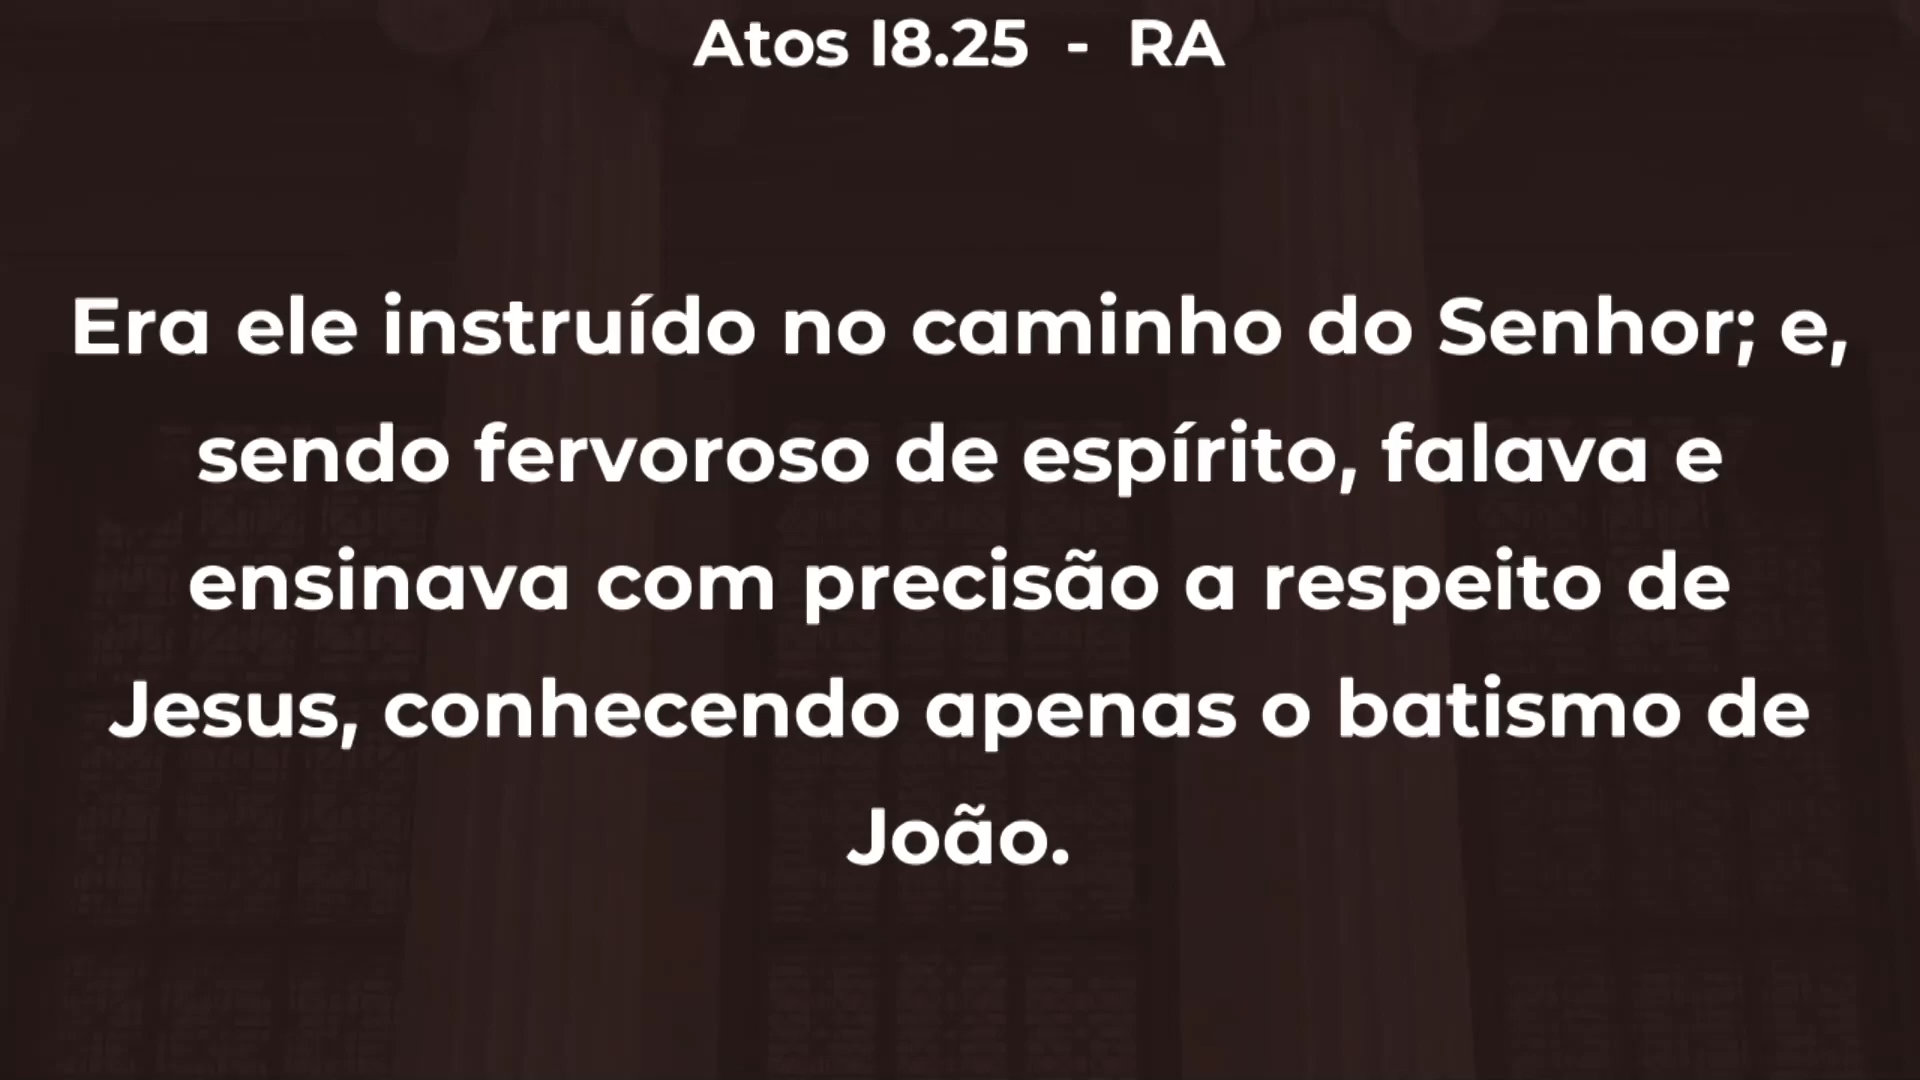 Atos 18.25 - RA
Era ele instruído no caminho do Senhor; e,
sendo fervoroso de espírito, falava e
ensinava com precisão a respeito de
Jesus, conhecendo apenas o batismo de
João.